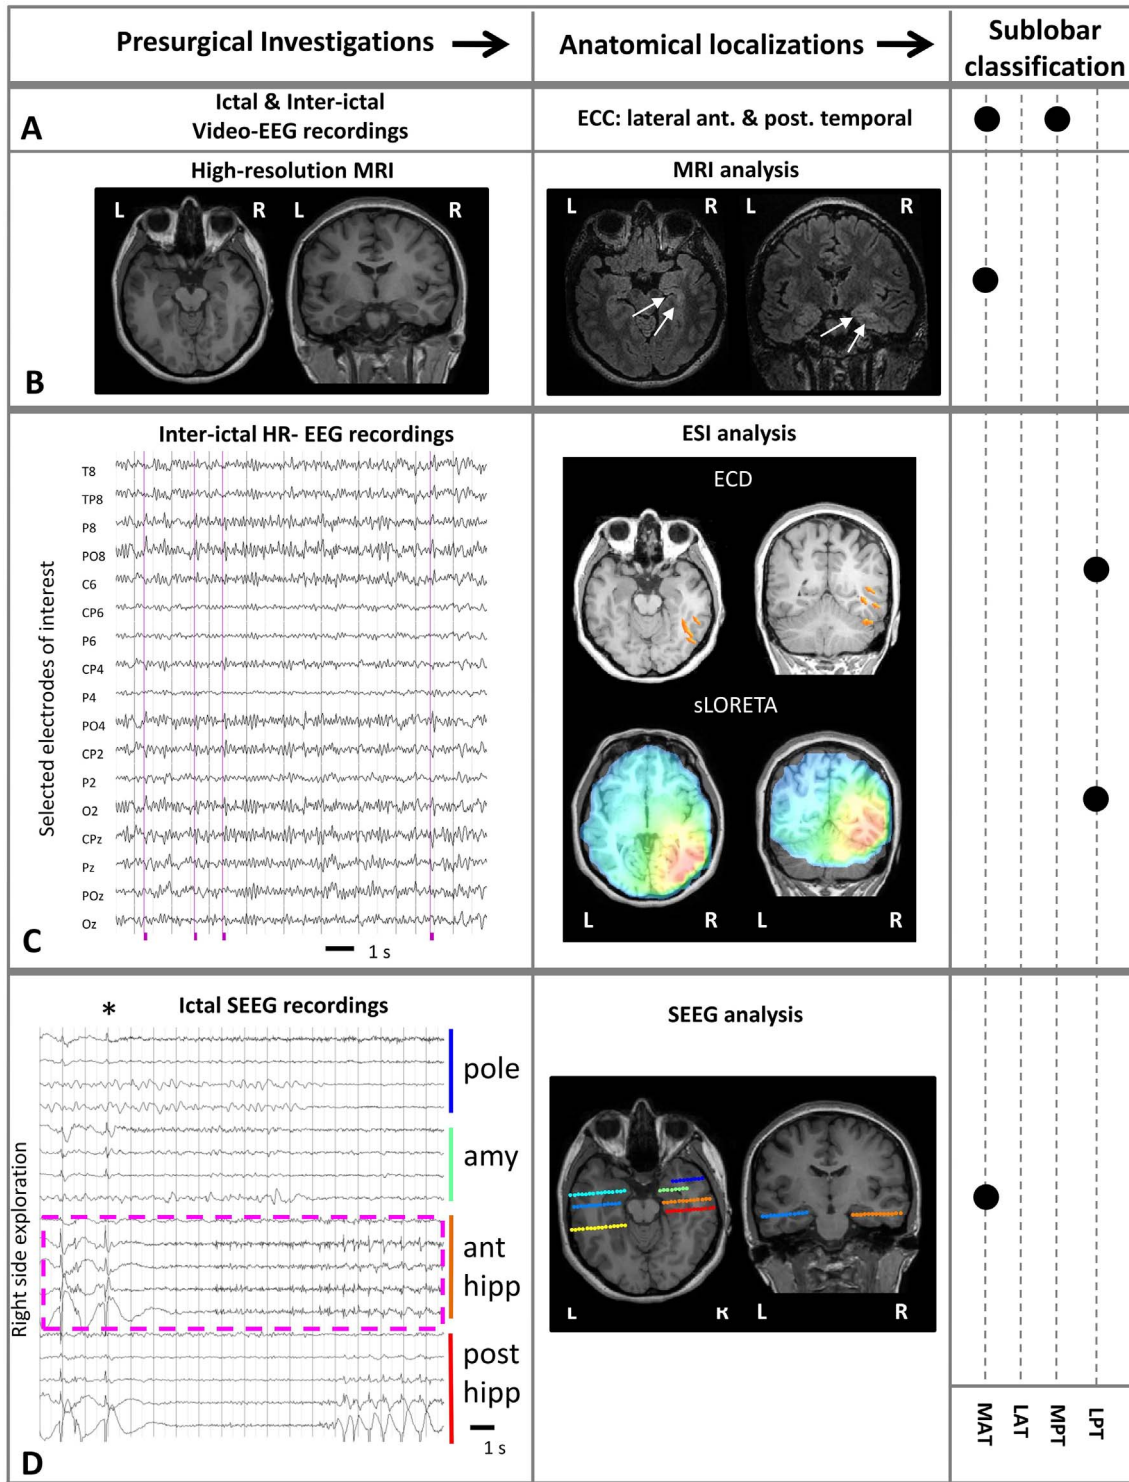 Presurgical Investigations
Anatomical localizations
Sublobar
classification
A
Ictal & Inter-ictal
Video-EEG recordings
ECC: lateral ant. & post. temporal
B
High-resolution MRI
L R L R
MRI analysis
L R L R
C
Inter-ictal HR- EEG recordings
Selected electrodes of interest
T8
TP8
P8
PO8
C6
CP6
P6
CP4
P4
PO4
CP2
P2
O2
CPz
Pz
POz
Oz
1 s
ESI analysis
ECD
sLORETA
L R L R
D
* Ictal SEEG recordings
Right side exploration
pole
amy
ant
hipp
post
hipp
1 s
SEEG analysis
L R L R
MAT
LAT
MPT
LPT